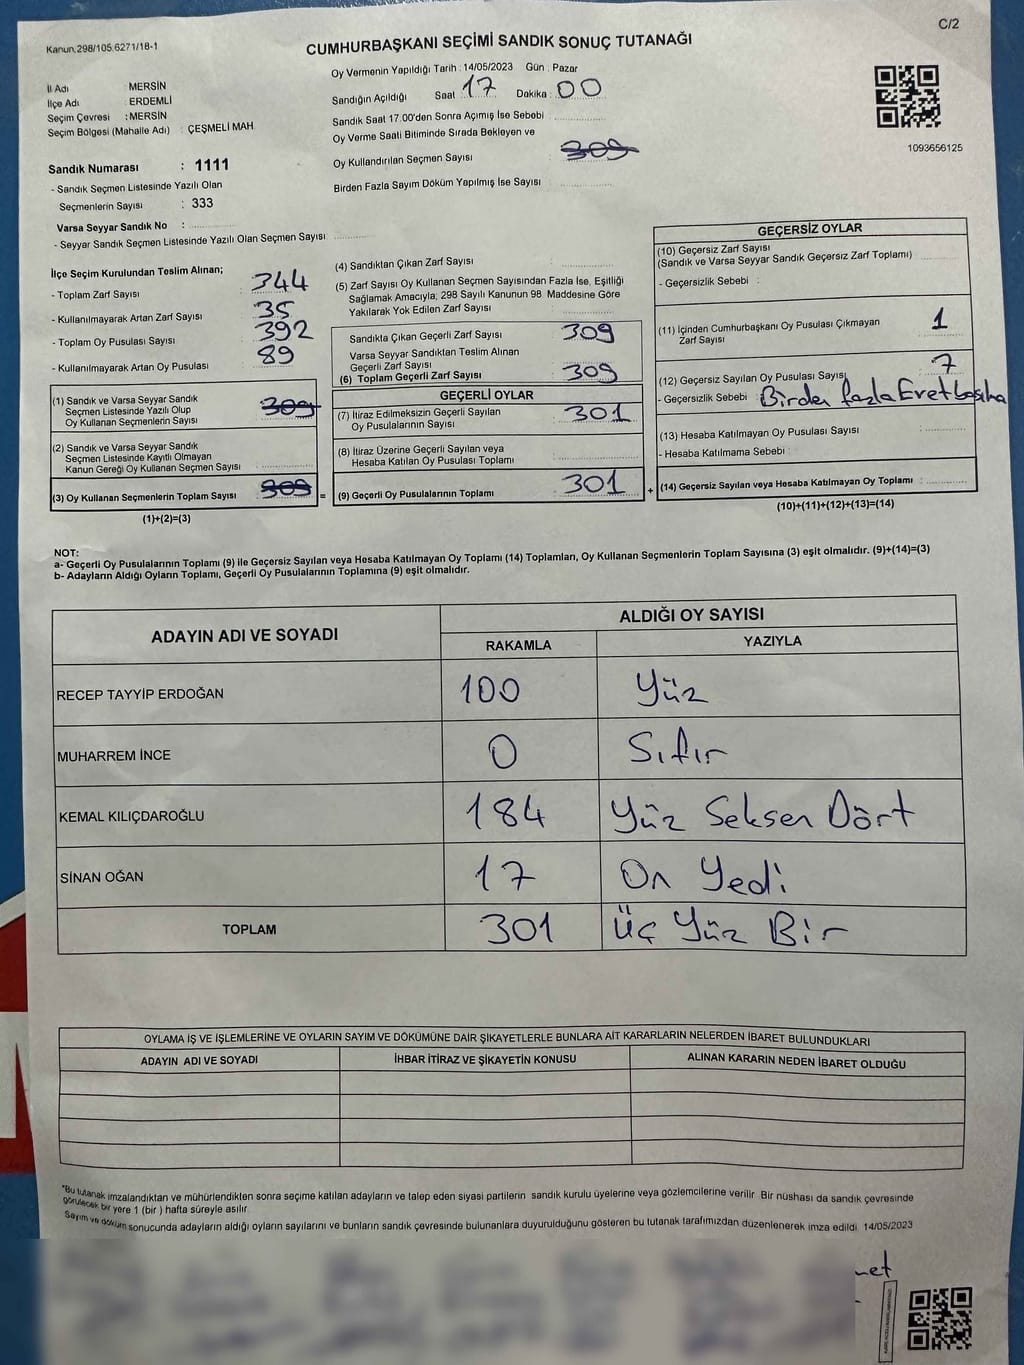 C/2
Kanun.298/105.6271/18-1
CUMHURBAŞKANI SEÇİMİ SANDIK SONUÇ TUTANAĞI
Oy Vermenin Yapıldığı Tarih : 14/05/2023 Gün : Pazar
İl Adı MERSİN
İlçe Adı ERDEMLİ
Seçim Çevresi : MERSİN
Seçim Bölgesi (Mahalle Adı) : ÇEŞMELİ MAH.
Sandığın Açıldığı Saat 17 Dakika : 00
Sandık Saat 17.00'den Sonra Açımış İse Sebebi
Oy Verme Saati Bitiminde Sırada Bekleyen ve
Oy Kullandırılan Seçmen Sayısı : 309
Birden Fazla Sayım Döküm Yapılmış İse Sayısı :
1093656125
Sandık Numarası : 1111
- Sandık Seçmen Listesinde Yazılı Olan
Seçmenlerin Sayısı : 333
Varsa Seyyar Sandık No :
- Seyyar Sandık Seçmen Listesinde Yazılı Olan Seçmen Sayısı :
İlçe Seçim Kurulundan Teslim Alınan;
- Toplam Zarf Sayısı 344
- Kullanılmayarak Artan Zarf Sayısı 35
- Toplam Oy Pusulası Sayısı 392
- Kullanılmayarak Artan Oy Pusulası 89
(1) Sandık ve Varsa Seyyar Sandık
Seçmen Listesinde Yazılı Olup
Oy Kullanan Seçmenlerin Sayısı 309
(2) Sandık ve Varsa Seyyar Sandık
Seçmen Listesinde Kayıtlı Olmayan
Kanun Gereği Oy Kullanan Seçmen Sayısı
(3) Oy Kullanan Seçmenlerin Toplam Sayısı : 309 =
(1)+(2)=(3)
(4) Sandıktan Çıkan Zarf Sayısı
(5) Zarf Sayısı Oy Kullanan Seçmen Sayısından Fazla İse, Eşitliği
Sağlamak Amacıyla; 298 Sayılı Kanunun 98. Maddesine Göre
Yakılarak Yok Edilen Zarf Sayısı
Sandıkta Çıkan Geçerli Zarf Sayısı 309
Varsa Seyyar Sandıktan Teslim Alınan
Geçerli Zarf Sayısı
(6) Toplam Geçerli Zarf Sayısı 309
GEÇERLİ OYLAR
(7) İtiraz Edilmeksizin Geçerli Sayılan
Oy Pusulalarının Sayısı 301
(8) İtiraz Üzerine Geçerli Sayılan veya
Hesaba Katılan Oy Pusulası Toplamı
(9) Geçerli Oy Pusulalarının Toplamı 301 +
GEÇERSİZ OYLAR
(10) Geçersiz Zarf Sayısı
(Sandık ve Varsa Seyyar Sandık Geçersiz Zarf Toplamı)
- Geçersizlik Sebebi :
(11) İçinden Cumhurbaşkanı Oy Pusulası Çıkmayan
Zarf Sayısı 1
(12) Geçersiz Sayılan Oy Pusulası Sayısı 7
- Geçersizlik Sebebi : Birden fazla Evet
(13) Hesaba Katılmayan Oy Pusulası Sayısı
- Hesaba Katılmama Sebebi :
(14) Geçersiz Sayılan veya Hesaba Katılmayan Oy Toplamı :
(10)+(11)+(12)+(13)=(14)
NOT:
a- Geçerli Oy Pusulalarının Toplamı (9) ile Geçersiz Sayılan veya Hesaba Katılmayan Oy Toplamı (14) Toplamları, Oy Kullanan Seçmenlerin Toplam Sayısına (3) eşit olmalıdır. (9)+(14)=(3)
b- Adayların Aldığı Oyların Toplamı, Geçerli Oy Pusulalarının Toplamına (9) eşit olmalıdır.
ADAYIN ADI VE SOYADI
ALDIĞI OY SAYISI
RAKAMLA YAZIYLA
RECEP TAYYİP ERDOĞAN 100 Yüz
MUHARREM İNCE 0 Sıfır
KEMAL KILIÇDAROĞLU 184 Yüz Seksen Dört
SİNAN OĞAN 17 On Yedi
TOPLAM 301 Üç Yüz Bir
OYLAMA İŞ VE İŞLEMLERİNE VE OYLARIN SAYIM VE DÖKÜMÜNE DAİR ŞİKAYETLERLE BUNLARA AİT KARARLARIN NELERDEN İBARET BULUNDUKLARI
ADAYIN ADI VE SOYADI İHBAR İTİRAZ VE ŞİKAYETİN KONUSU ALINAN KARARIN NEDEN İBARET OLDUĞU
*Bu tutanak imzalandıktan ve mühürlendikten sonra seçime katılan adayların ve talep eden siyasi partilerin sandık kurulu üyelerine veya gözlemcilerine verilir. Bir nüshası da sandık çevresinde
görülecek bir yere 1 (bir) hafta süreyle asılır.
Sayım ve döküm sonucunda adayların aldığı oyların sayılarını ve bunların sandık çevresinde bulunanlara duyurulduğunu gösteren bu tutanak tarafımızdan düzenlenerek imza edildi. 14/05/2023